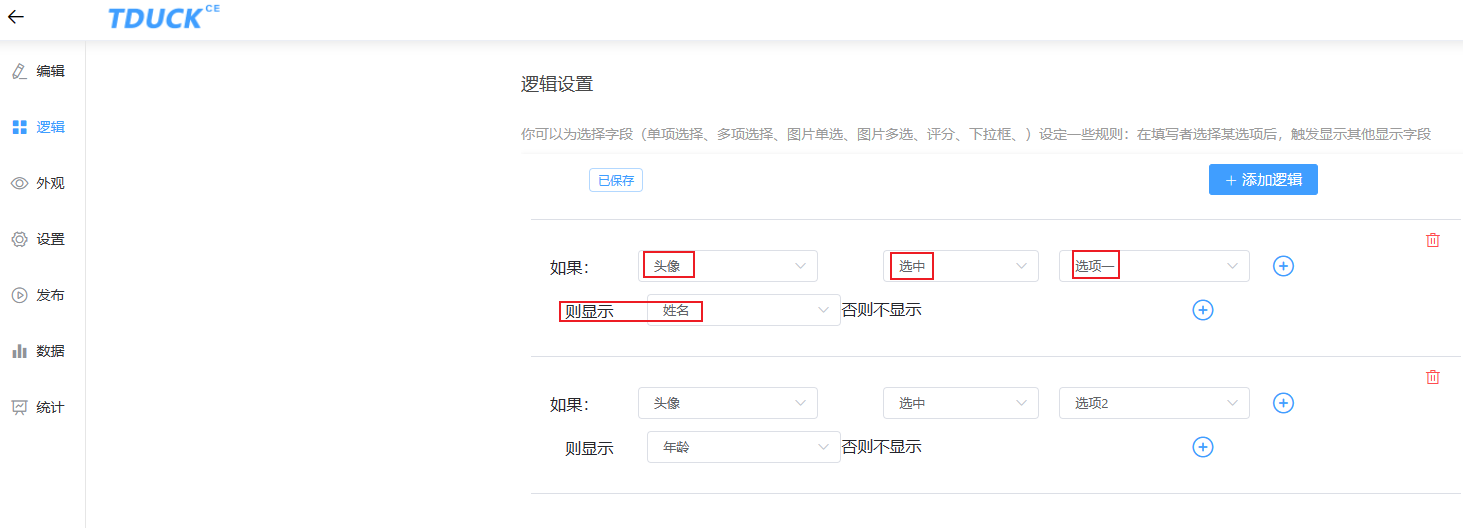 TDUCK CE
编辑
逻辑
外观
设置
发布
数据
统计
逻辑设置
你可以为选择字段（单项选择、多项选择、图片单选、图片多选、评分、下拉框、）设定一些规则：在填写者选择某选项后，触发显示其他显示字段
已保存
+ 添加逻辑
如果： 头像 选中 选项一
则显示 姓名 否则不显示
如果： 头像 选中 选项2
则显示 年龄 否则不显示